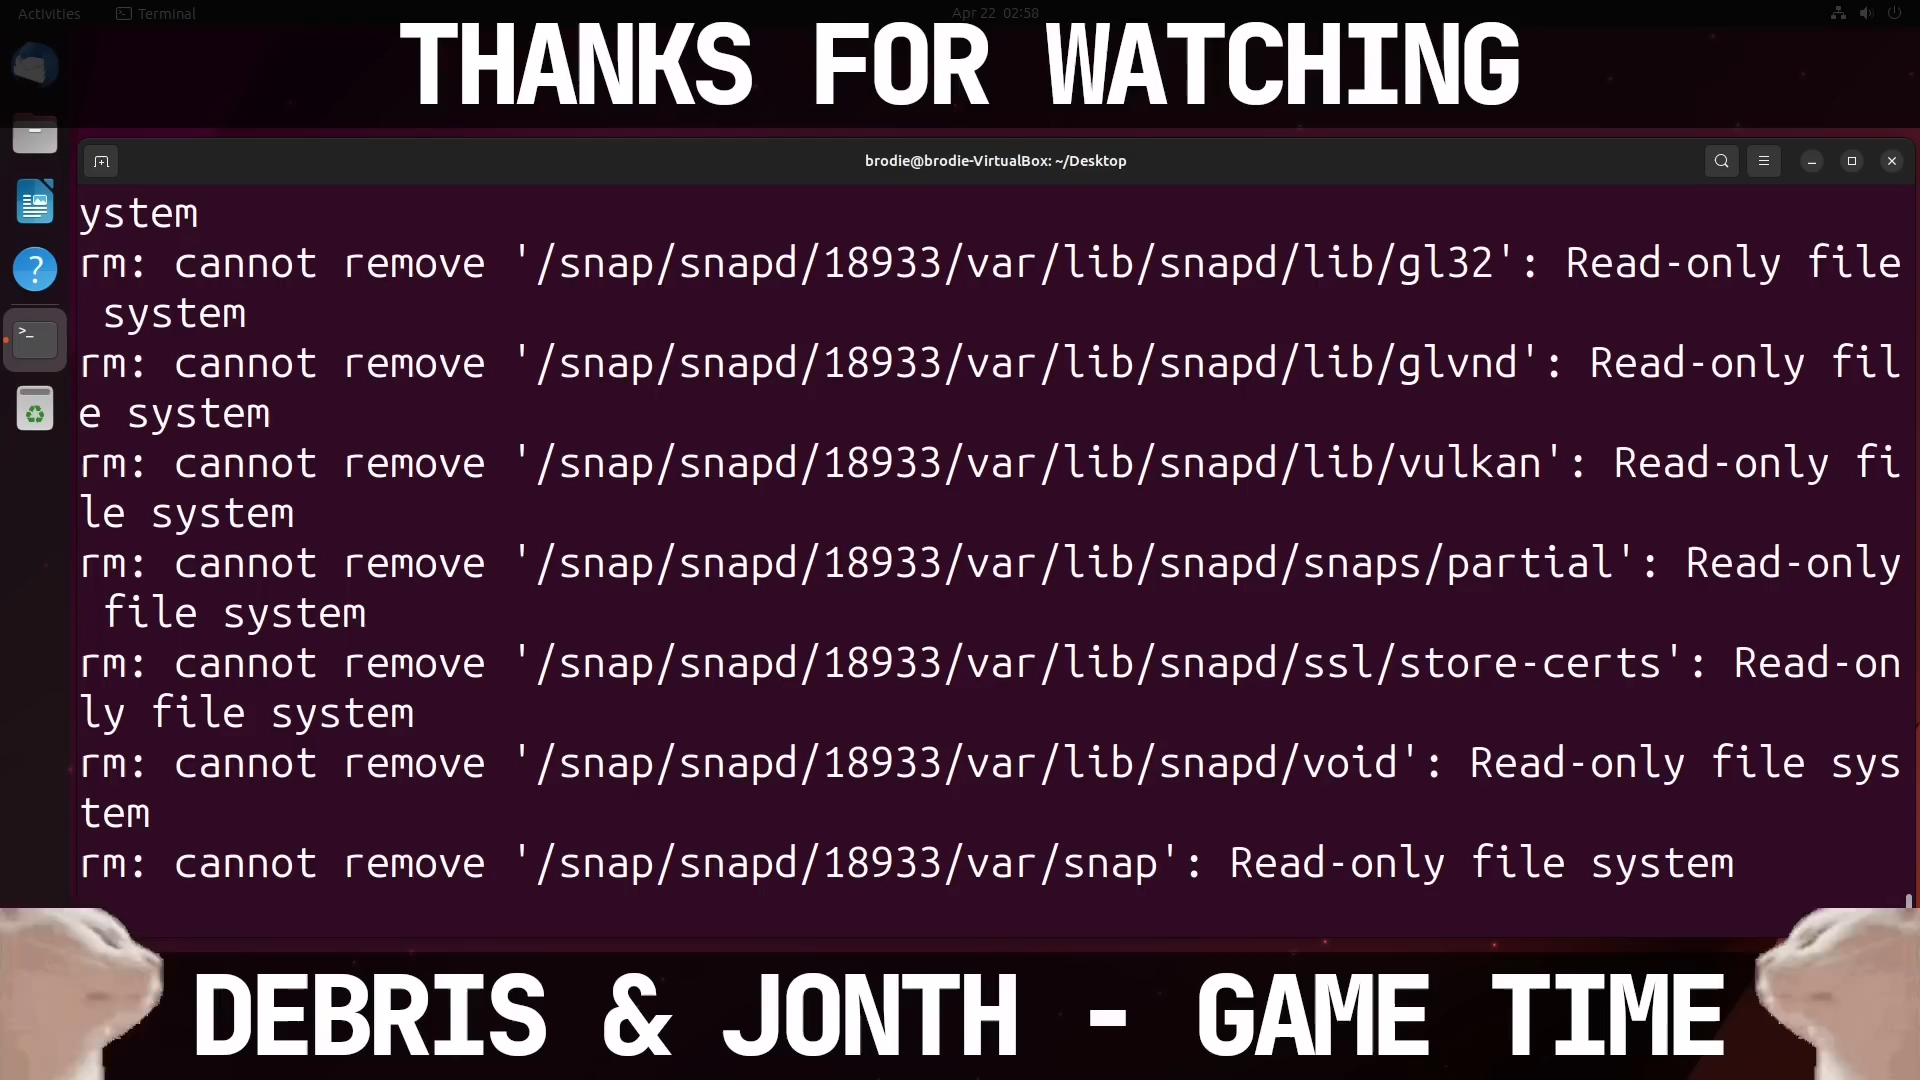 Activities Terminal Apr 22 02:58
THANKS FOR WATCHING
brodie@brodie-VirtualBox: ~/Desktop
ystem
rm: cannot remove '/snap/snapd/18933/var/lib/snapd/lib/gl32': Read-only file
 system
rm: cannot remove '/snap/snapd/18933/var/lib/snapd/lib/glvnd': Read-only fil
e system
rm: cannot remove '/snap/snapd/18933/var/lib/snapd/lib/vulkan': Read-only fi
le system
rm: cannot remove '/snap/snapd/18933/var/lib/snapd/snaps/partial': Read-only
 file system
rm: cannot remove '/snap/snapd/18933/var/lib/snapd/ssl/store-certs': Read-on
ly file system
rm: cannot remove '/snap/snapd/18933/var/lib/snapd/void': Read-only file sys
tem
rm: cannot remove '/snap/snapd/18933/var/snap': Read-only file system
DEBRIS & JONTH - GAME TIME